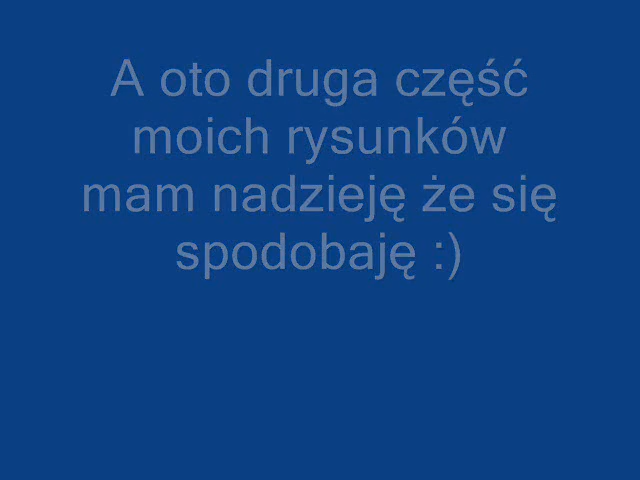 A oto druga część
moich rysunków
mam nadzieję że się
spodobaję :)